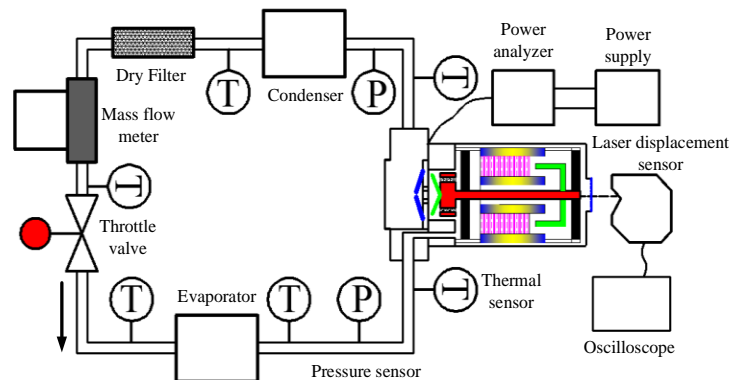 Power
analyzer
Power
supply
Dry Filter
T
Condenser
P
T
Mass flow
meter
Laser displacement
sensor
T
Throttle
valve
T
Evaporator
T
P
T
Thermal
sensor
Pressure sensor
Oscilloscope